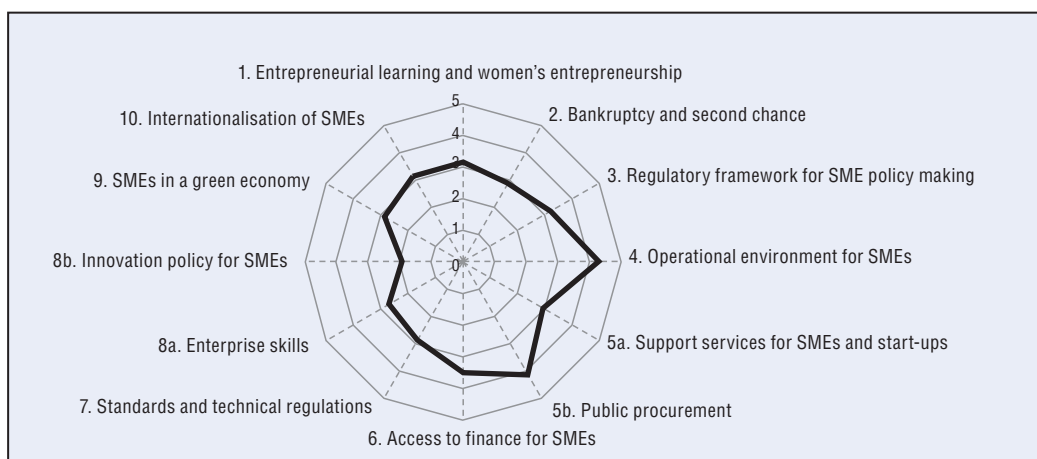 1. Entrepreneurial learning and women's entrepreneurship
5
10. Internationalisation of SMEs
2. Bankruptcy and second chance
4
3
9. SMEs in a green economy
3. Regulatory framework for SME policy making
2
1
8b. Innovation policy for SMEs
0
4. Operational environment for SMEs
8a. Enterprise skills
5a. Support services for SMEs and start-ups
7. Standards and technical regulations
5b. Public procurement
6. Access to finance for SMEs